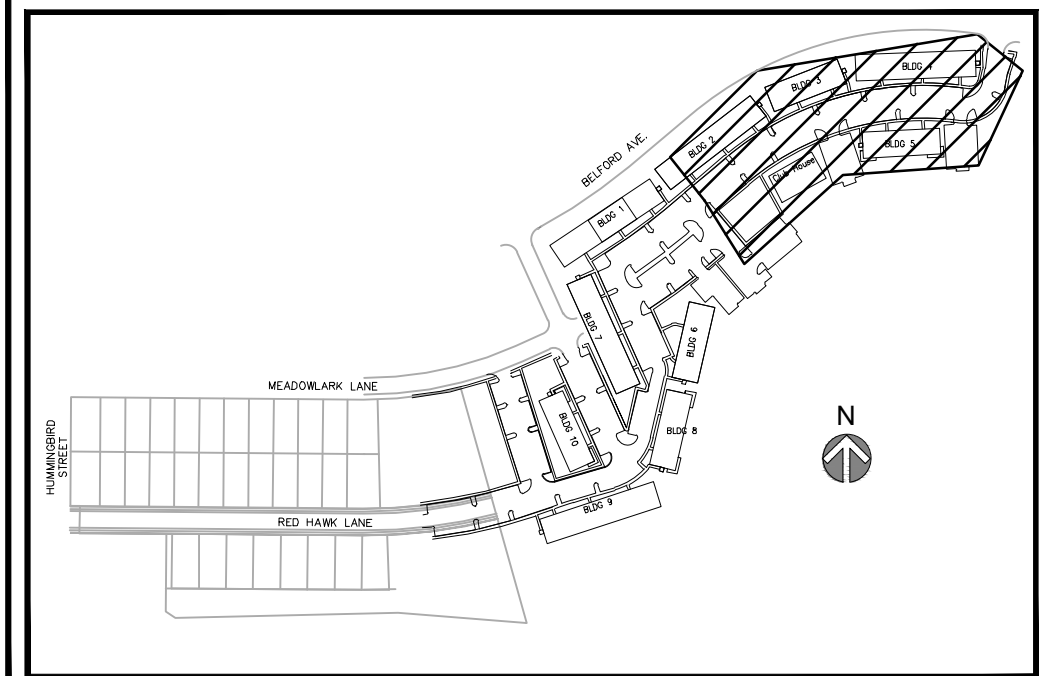 BLDG 4
BLDG 3
BLDG 2
BLDG 5
Club House
BELFORD AVE.
BLDG 1
BLDG 7
BLDG 6
MEADOWLARK LANE
BLDG 10
BLDG 8
N
HUMMINGBIRD
STREET
BLDG 9
RED HAWK LANE